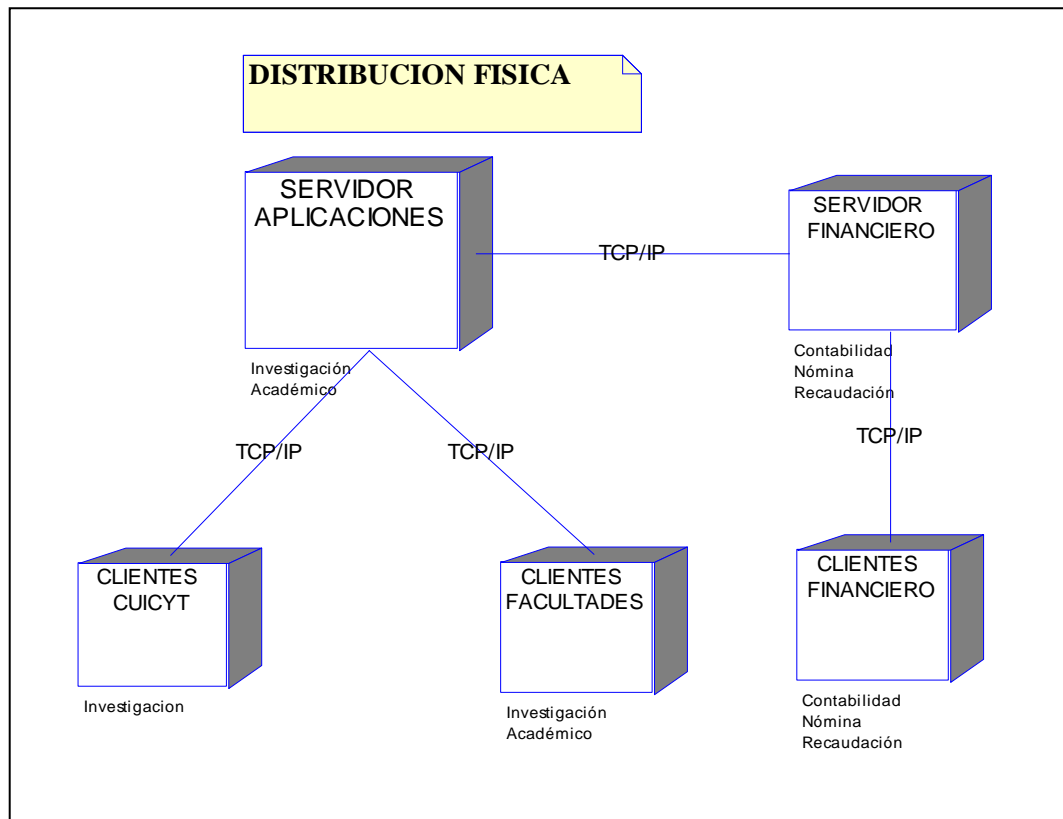 DISTRIBUCION FISICA
SERVIDOR
APLICACIONES
SERVIDOR
FINANCIERO
TCP/IP
Investigación
Académico
Contabilidad
Nómina
Recaudación
TCP/IP
TCP/IP
TCP/IP
CLIENTES
CUICYT
CLIENTES
FACULTADES
CLIENTES
FINANCIERO
Investigacion
Investigación
Académico
Contabilidad
Nómina
Recaudación